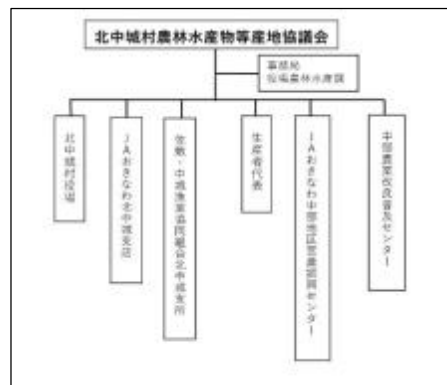 北中城村農林水産物等産地協議会
事務局
役場農林水産課
北中城村役場
JAおきなわ北中城支店
佐敷・中城漁業協同組合北中城支所
生産者代表
JAおきなわ中部地区営農振興センター
中部農業改良普及センター